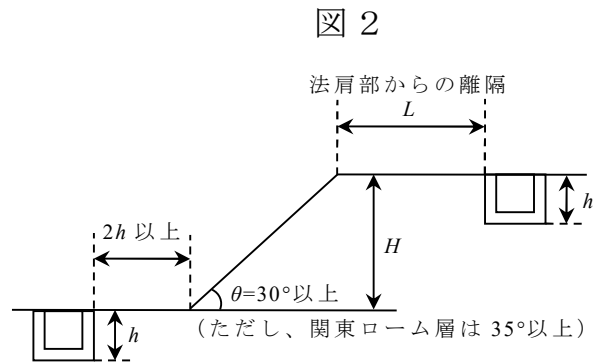 図 2
法肩部からの離隔
L
h
2h 以上
H
θ=30°以上
h
(ただし、関東ローム層は 35°以上)